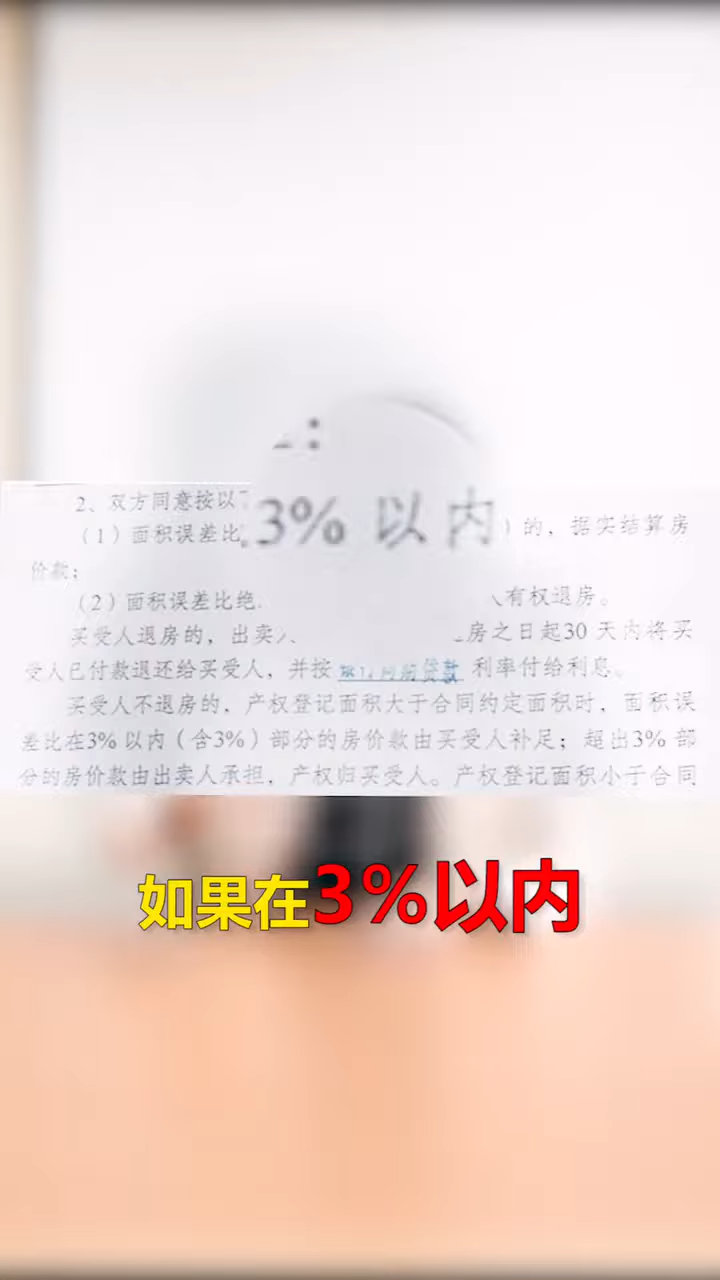 2、双方同意按以
（1）面积误差比 3% 以内 ）的，据实结算房
价款；
（2）面积误差比绝 人有权退房。
买受人退房的，出卖人 房之日起30 天内将买
受人已付款退还给买受人，并按 贷款 利率付给利息。
买受人不退房的，产权登记面积大于合同约定面积时，面积误
差比在3% 以内（含3%）部分的房价款由买受人补足；超出3% 部
分的房价款由出卖人承担，产权归买受人。产权登记面积小于合同
如果在3%以内